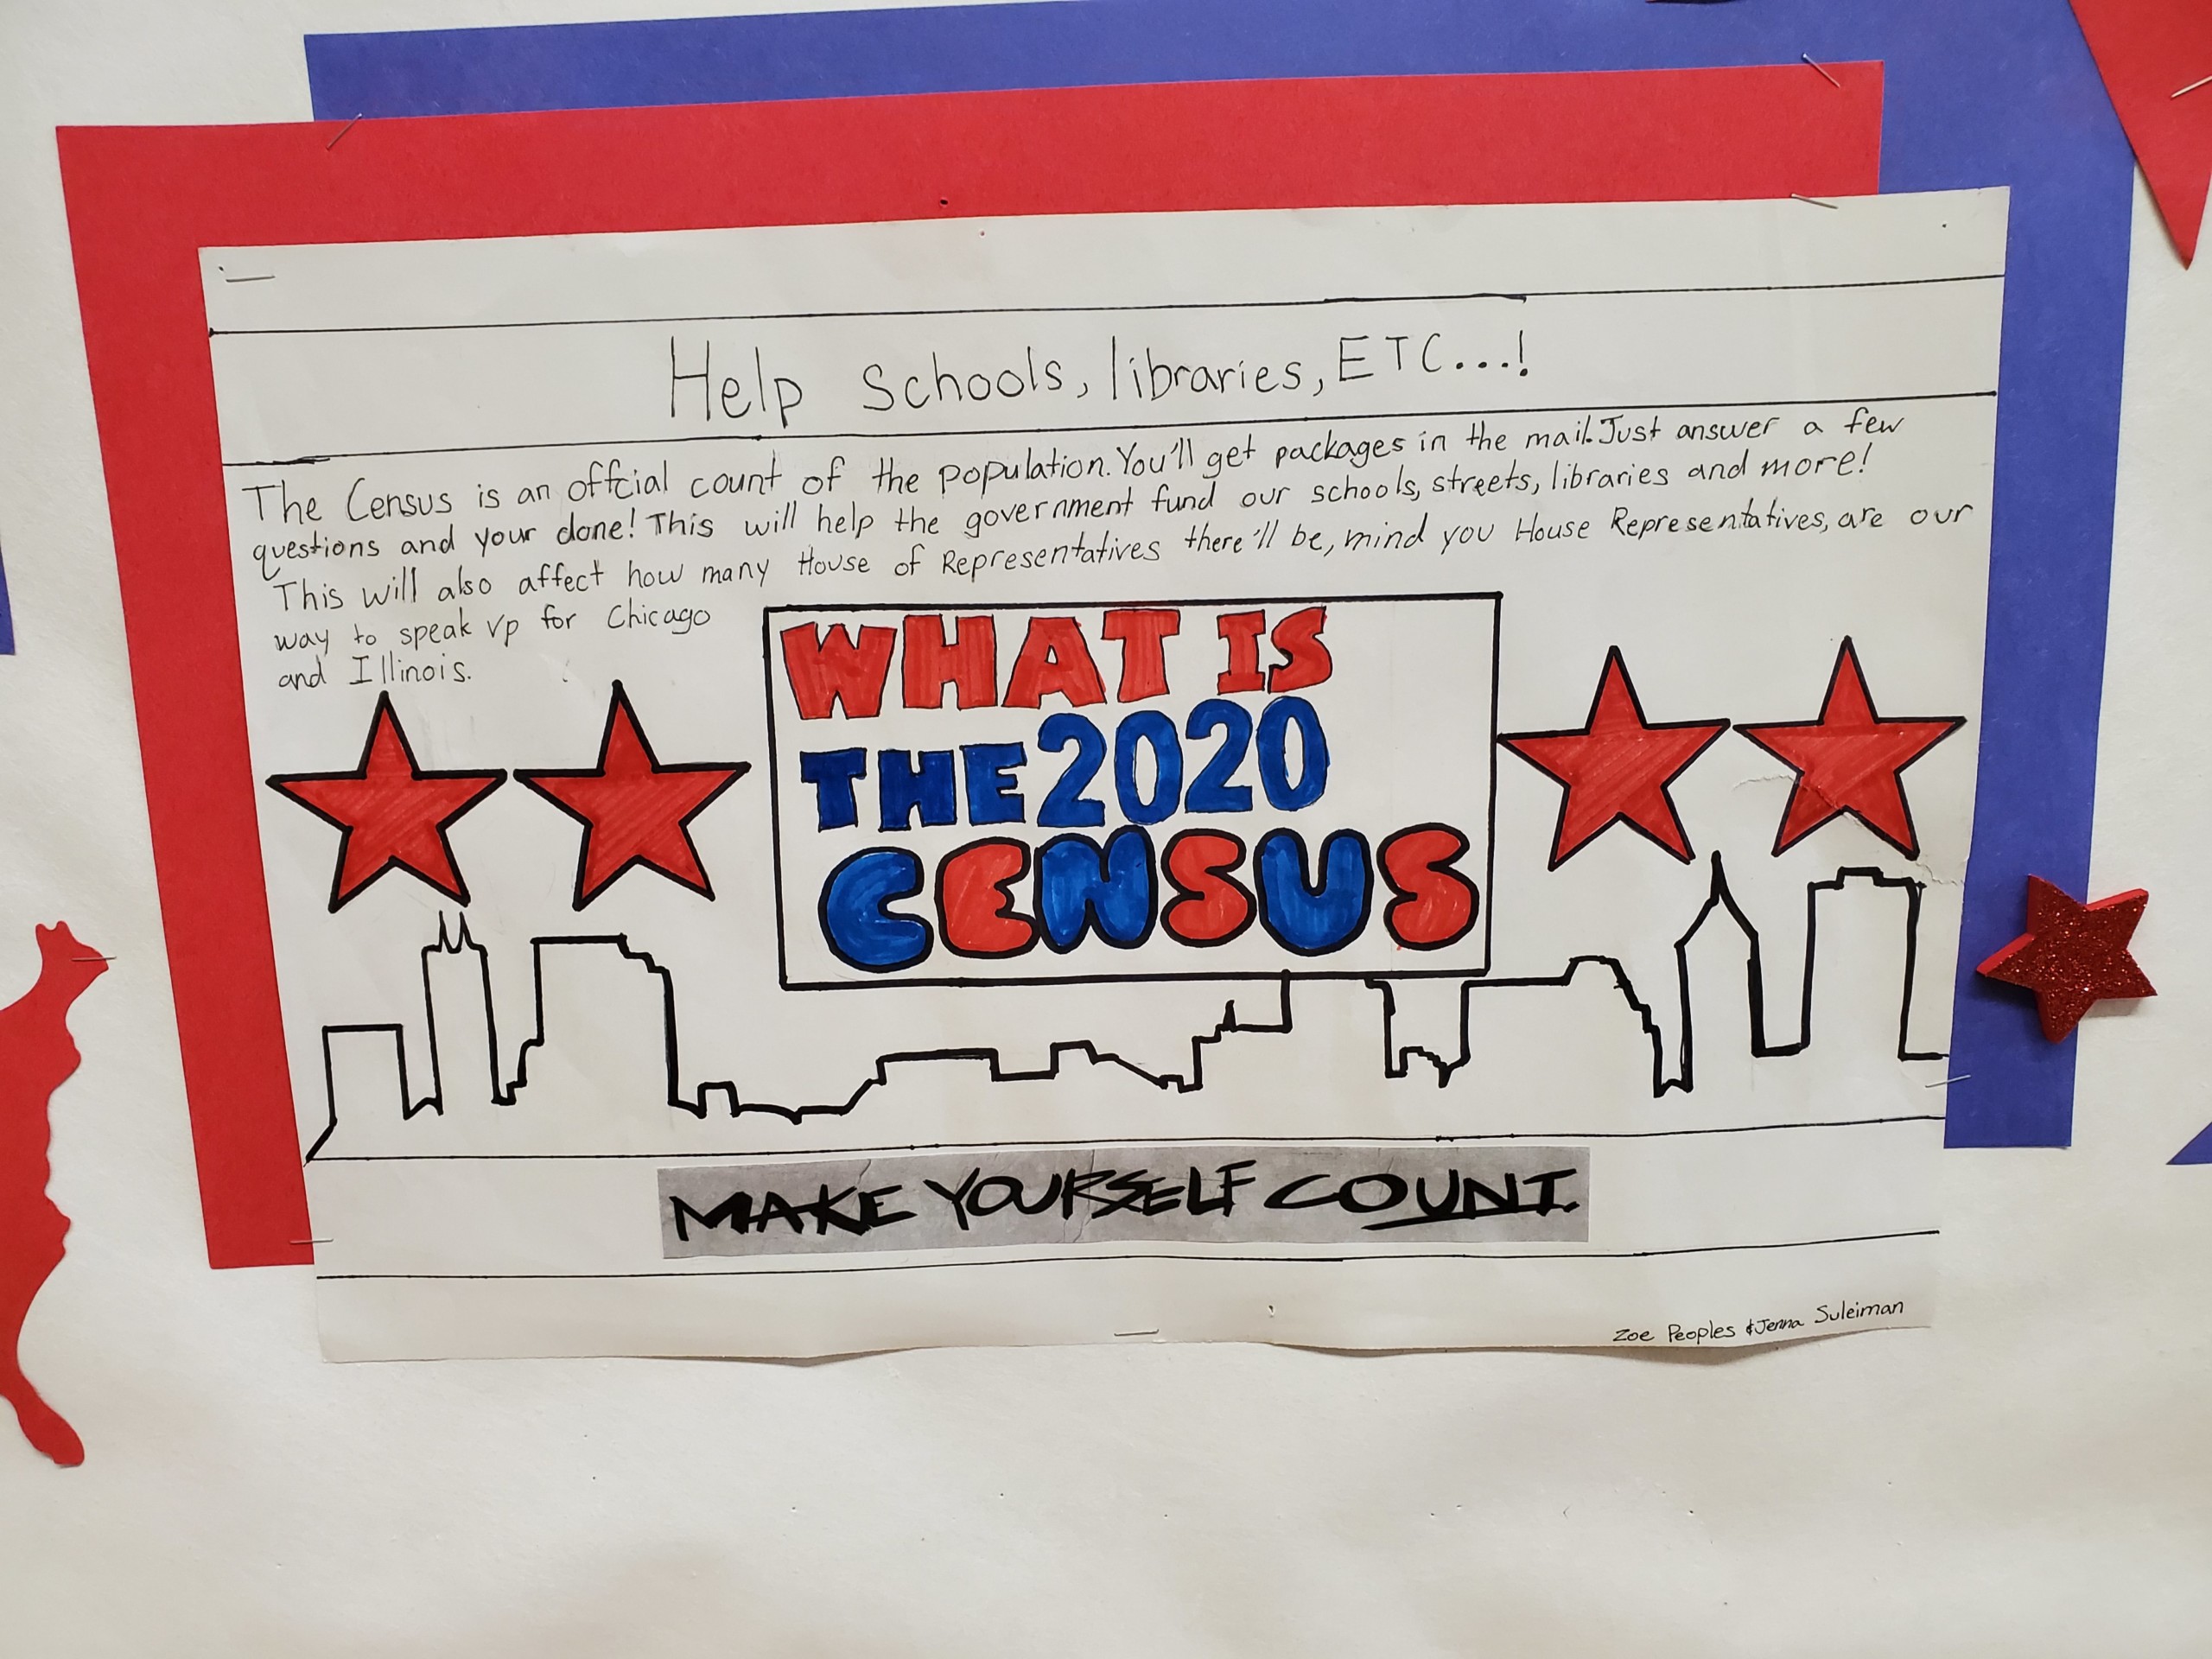 Help Schools, libraries, ETC...!
The Census is an offcial count of the population. You'll get packages in the mail. Just answer a few
questions and your done! This will help the government fund our schools, streets, libraries and more!
This will also affect how many House of Representatives there'll be, mind you House Representatives, are our
way to speak up for Chicago
and Illinois.
WHAT IS
THE 2020
CENSUS
MAKE YOURSELF COUNT.
Zoe Peoples & Jenna Suleiman